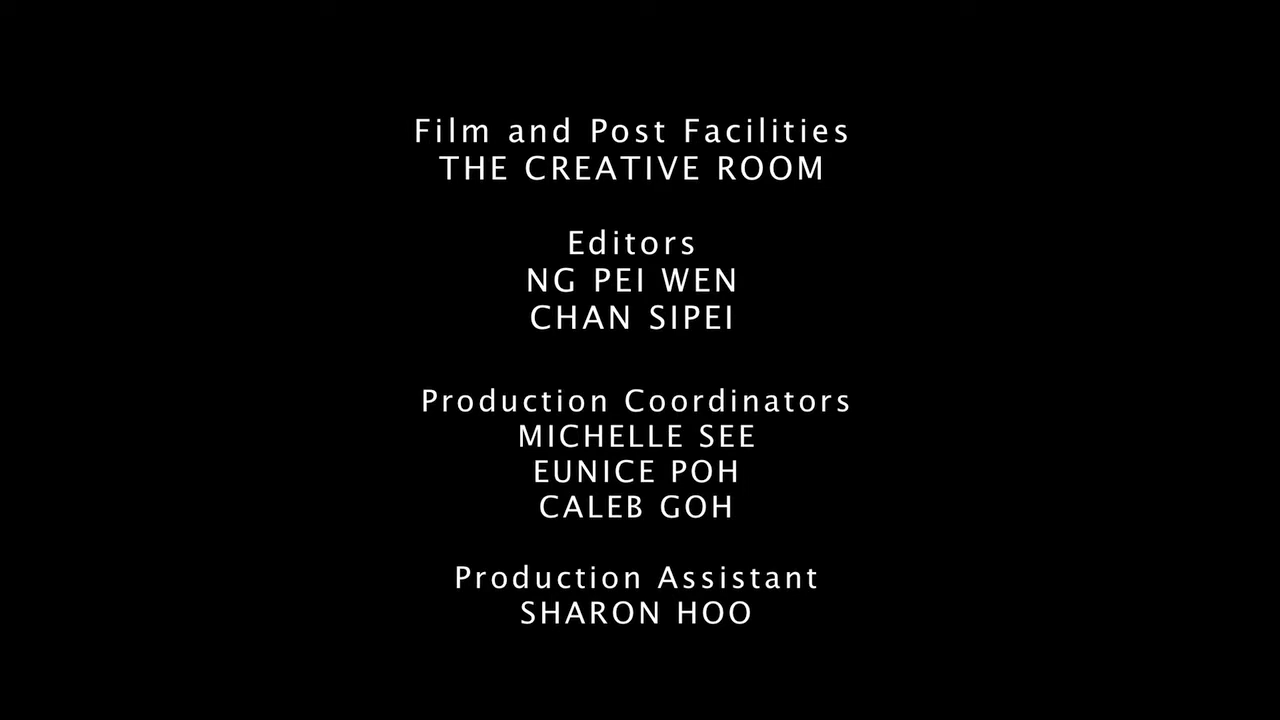 Film and Post Facilities
THE CREATIVE ROOM
Editors
NG PEI WEN
CHAN SIPEI
Production Coordinators
MICHELLE SEE
EUNICE POH
CALEB GOH
Production Assistant
SHARON HOO